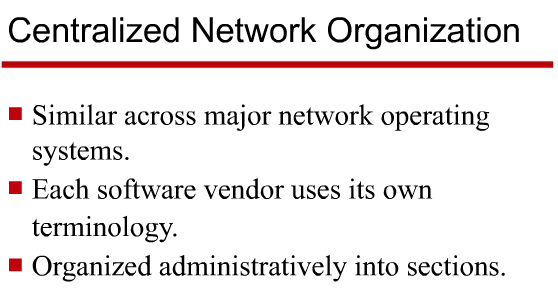 Centralized Network Organization
Similar across major network operating
systems.
Each software vendor uses its own
terminology.
Organized administratively into sections.